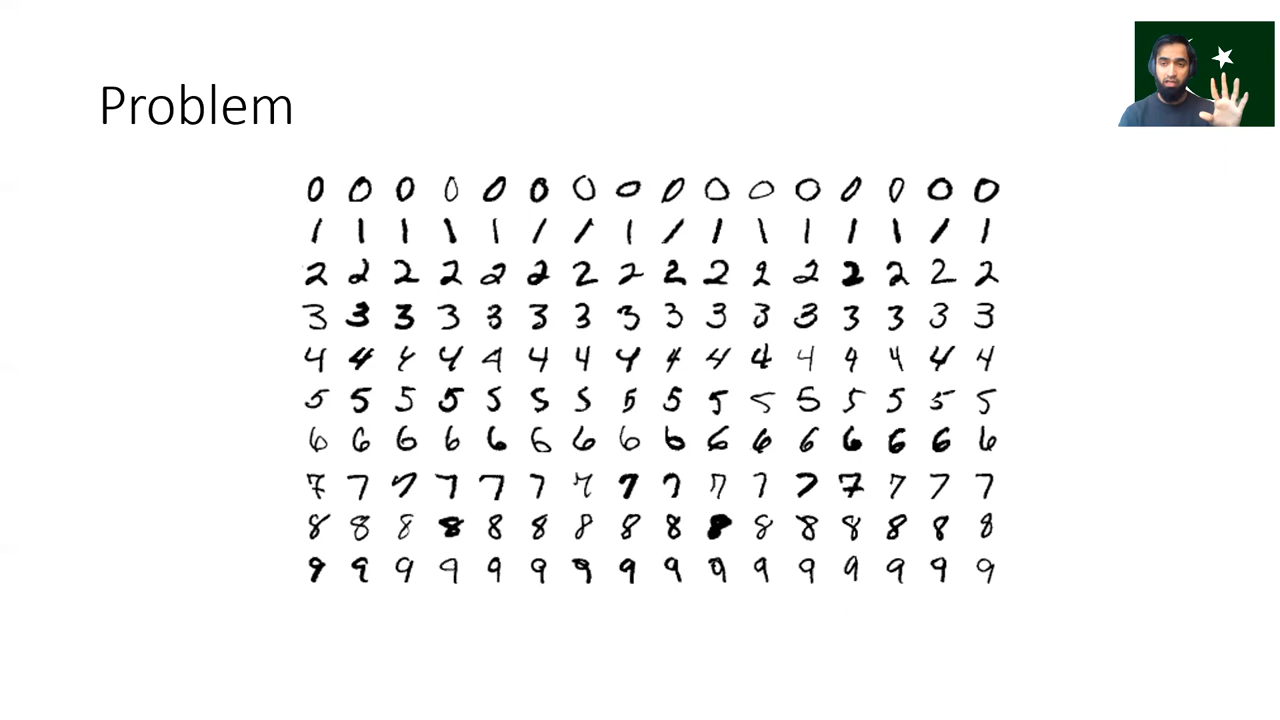 Problem
0 0 0 0 0 0 0 0 0 0 0 0 0 0 0 0
1 1 1 1 1 1 1 1 1 1 1 1 1 1 1 1
2 2 2 2 2 2 2 2 2 2 2 2 2 2 2 2
3 3 3 3 3 3 3 3 3 3 3 3 3 3 3 3
4 4 4 4 4 4 4 4 4 4 4 4 4 4 4 4
5 5 5 5 5 5 5 5 5 5 5 5 5 5 5 5
6 6 6 6 6 6 6 6 6 6 6 6 6 6 6 6
7 7 7 7 7 7 7 7 7 7 7 7 7 7 7 7
8 8 8 8 8 8 8 8 8 8 8 8 8 8 8 8
9 9 9 9 9 9 9 9 9 9 9 9 9 9 9 9